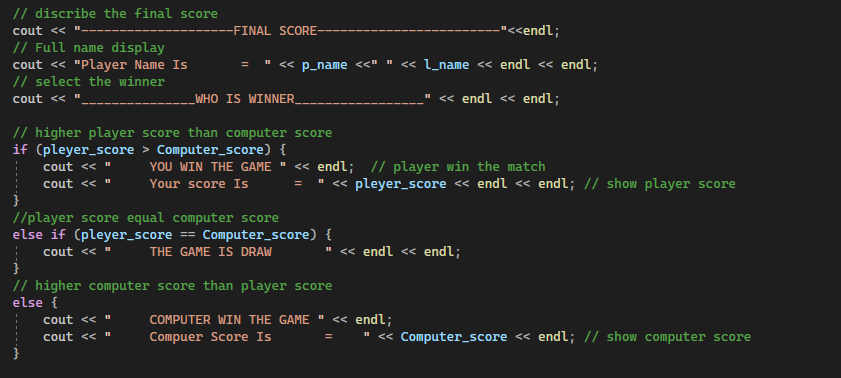 // discribe the final score
cout << "--------------------FINAL SCORE------------------------"<<endl;
// Full name display
cout << "Player Name Is       =  " << p_name <<" " << l_name << endl << endl;
// select the winner
cout << "_______________WHO IS WINNER_________________" << endl << endl;

// higher player score than computer score
if (pleyer_score > Computer_score) {
    cout << "     YOU WIN THE GAME " << endl;  // player win the match
    cout << "     Your score Is      =  " << pleyer_score << endl << endl; // show player score
}
//player score equal computer score
else if (pleyer_score == Computer_score) {
    cout << "     THE GAME IS DRAW       " << endl << endl;
}
// higher computer score than player score
else {
    cout << "     COMPUTER WIN THE GAME " << endl;
    cout << "     Compuer Score Is       =    " << Computer_score << endl; // show computer score
}